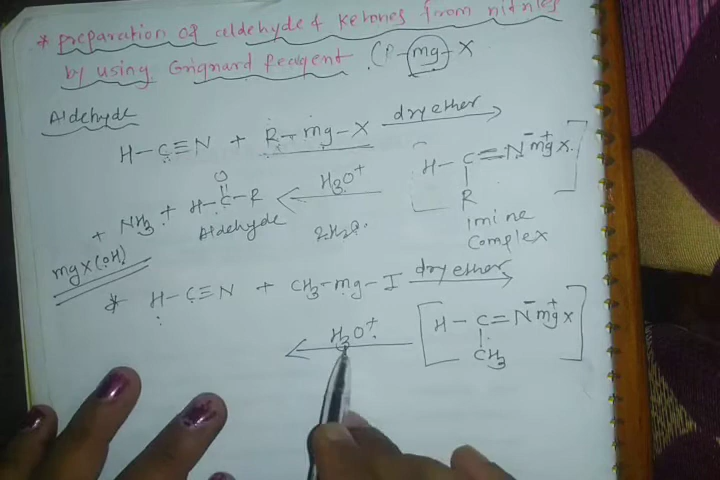 * preparation of aldehyde & ketones from nitriles
by using Grignard Reagent. (R-mg-X
Aldehyde
H-C≡N + R-mg-X dry ether
H-C=N⁻mg⁺X.
R
imine
complex
H₃O⁺
2H₂O.
O
+ NH₃ + H-C-R
Aldehyde
mgX(OH)
* H-C≡N + CH₃-mg-I dry ether
H-C=N⁻mg⁺X
CH₃
H₃O⁺